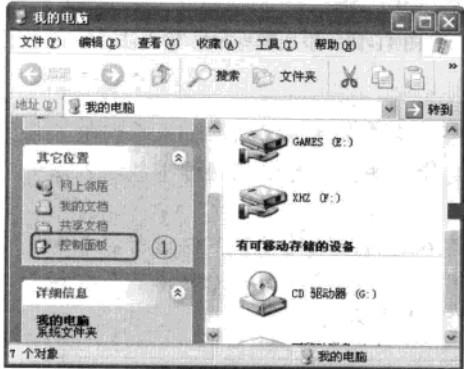 我的电脑
文件(F) 编辑(E) 查看(V) 收藏(A) 工具(T) 帮助(H)
后退 搜索 文件夹 »
地址(D) 我的电脑 转到
其它位置
网上邻居
我的文档
共享文档
控制面板 ①
详细信息
我的电脑
系统文件夹
GAMES (E:)
XHZ (F:)
有可移动存储的设备
CD 驱动器 (G:)
7 个对象 我的电脑